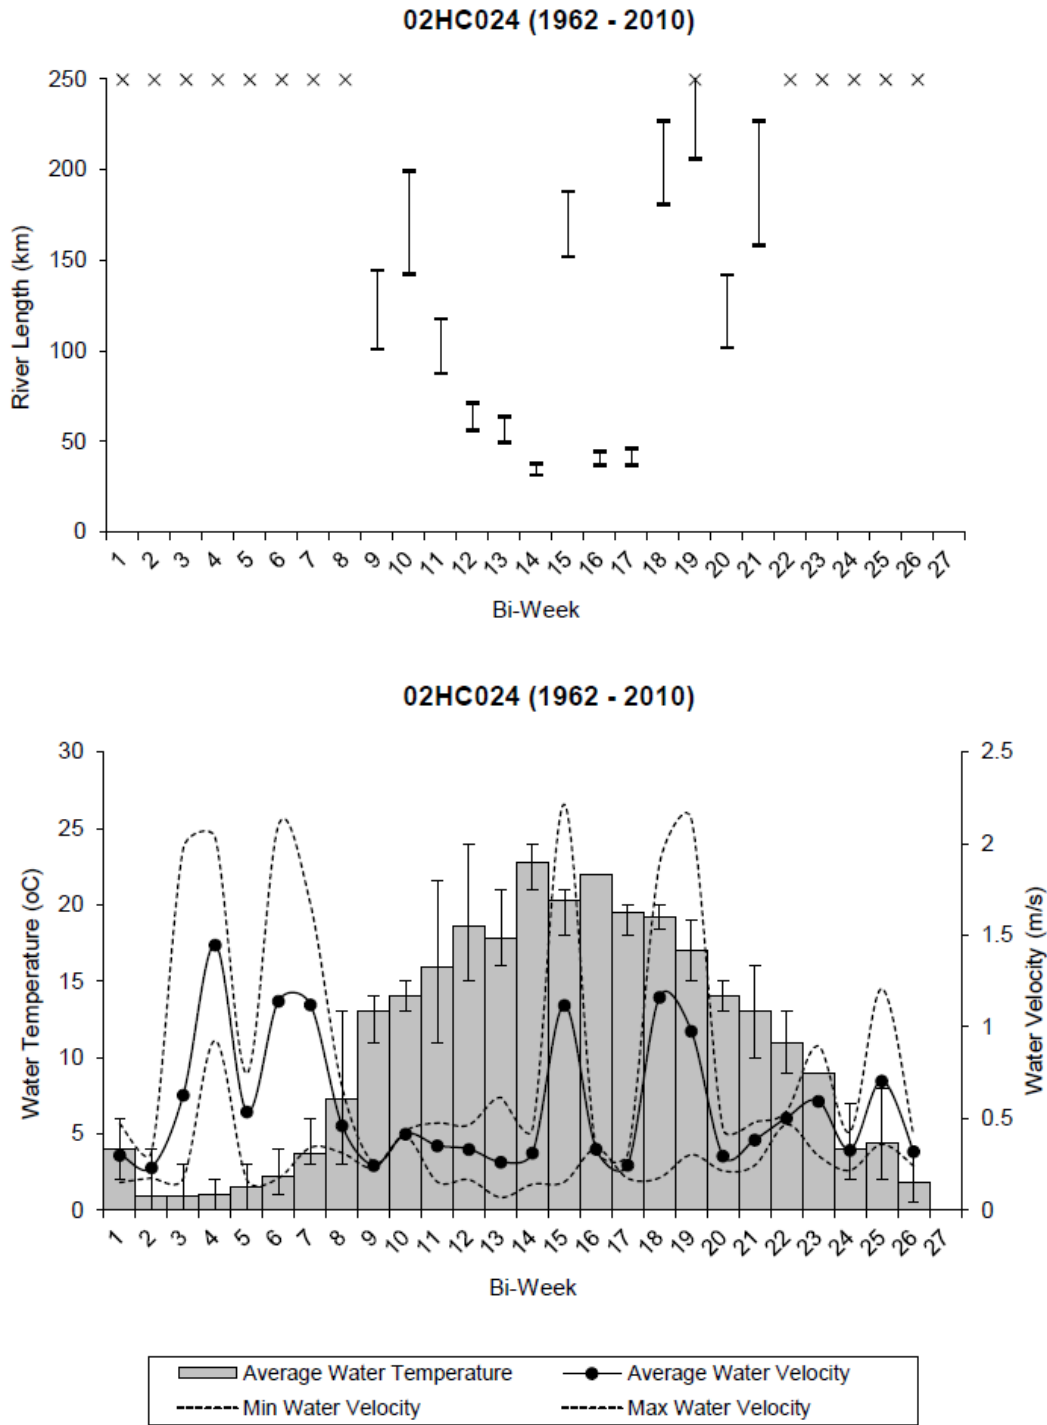 02HC024 (1962 - 2010)
250
200
150
100
50
0
River Length (km)
1 2 3 4 5 6 7 8 9 10 11 12 13 14 15 16 17 18 19 20 21 22 23 24 25 26 27
Bi-Week
02HC024 (1962 - 2010)
30
25
20
15
10
5
0
Water Temperature (oC)
2.5
2
1.5
1
0.5
0
Water Velocity (m/s)
1 2 3 4 5 6 7 8 9 10 11 12 13 14 15 16 17 18 19 20 21 22 23 24 25 26 27
Bi-Week
Average Water Temperature
Average Water Velocity
Min Water Velocity
Max Water Velocity